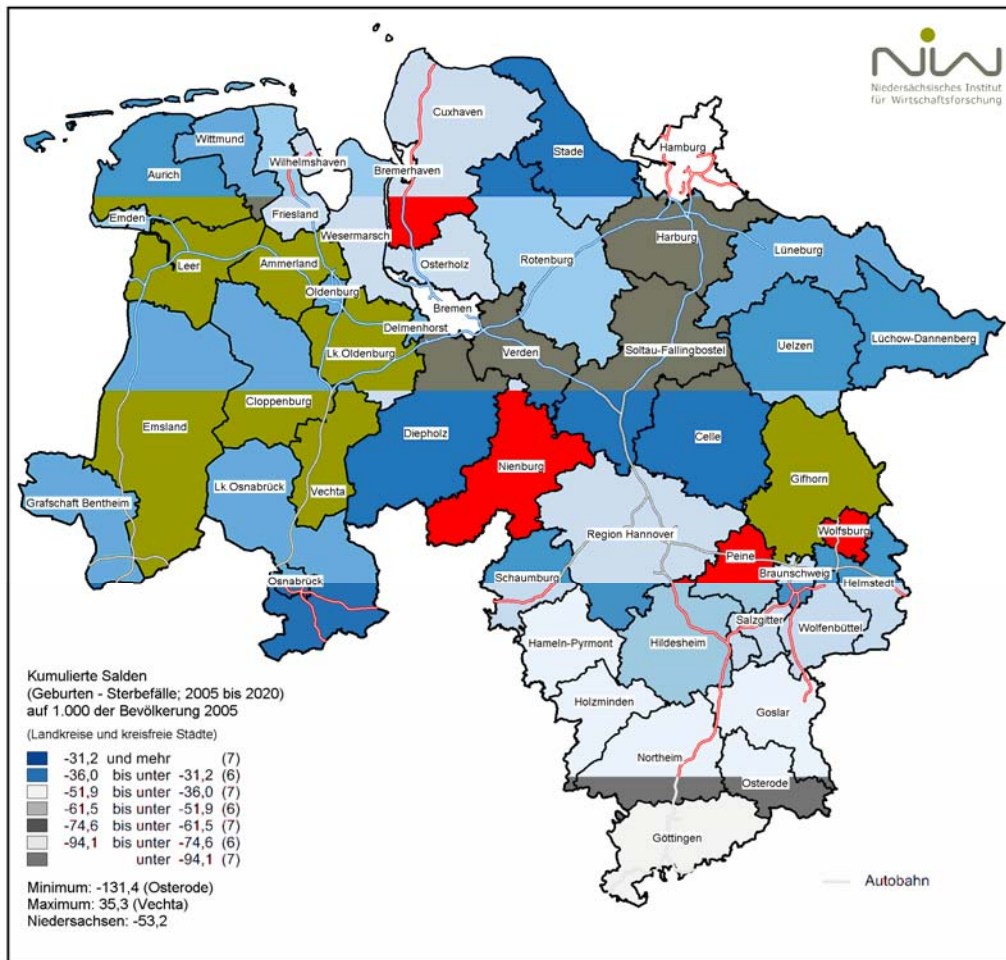 NIW
Niedersächsisches Institut
für Wirtschaftsforschung
Cuxhaven
Stade
Hamburg
Wittmund
Wilhelmshaven
Bremerhaven
Aurich
Emden
Friesland
Wesermarsch
Harburg
Leer
Ammerland
Osterholz
Rotenburg
Lüneburg
Oldenburg
Bremen
Delmenhorst
Lk.Oldenburg
Verden
Soltau-Fallingbostel
Uelzen
Lüchow-Dannenberg
Cloppenburg
Emsland
Diepholz
Celle
Nienburg
Gifhorn
Grafschaft Bentheim
Lk.Osnabrück
Vechta
Region Hannover
Wolfsburg
Peine
Braunschweig
Helmstedt
Osnabrück
Schaumburg
Salzgitter
Wolfenbüttel
Hameln-Pyrmont
Hildesheim
Holzminden
Goslar
Northeim
Osterode
Göttingen
Kumulierte Salden
(Geburten - Sterbefälle; 2005 bis 2020)
auf 1.000 der Bevölkerung 2005
(Landkreise und kreisfreie Städte)
-31,2 und mehr (7)
-36,0 bis unter -31,2 (6)
-51,9 bis unter -36,0 (7)
-61,5 bis unter -51,9 (6)
-74,6 bis unter -61,5 (7)
-94,1 bis unter -74,6 (6)
unter -94,1 (7)
Minimum: -131,4 (Osterode)
Maximum: 35,3 (Vechta)
Niedersachsen: -53,2
Autobahn